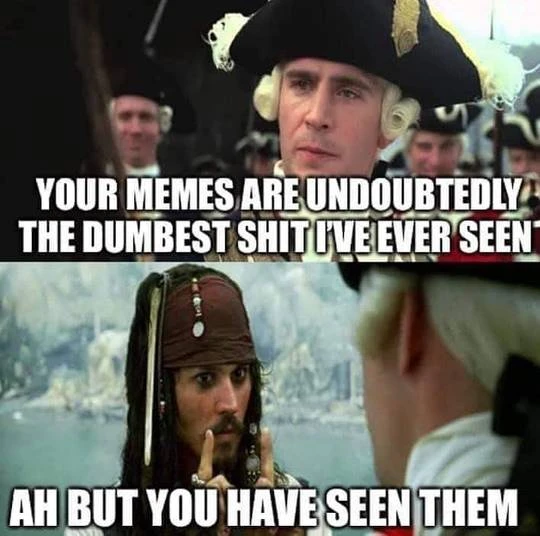 YOUR MEMES ARE UNDOUBTEDLY
THE DUMBEST SHIT I'VE EVER SEEN
AH BUT YOU HAVE SEEN THEM